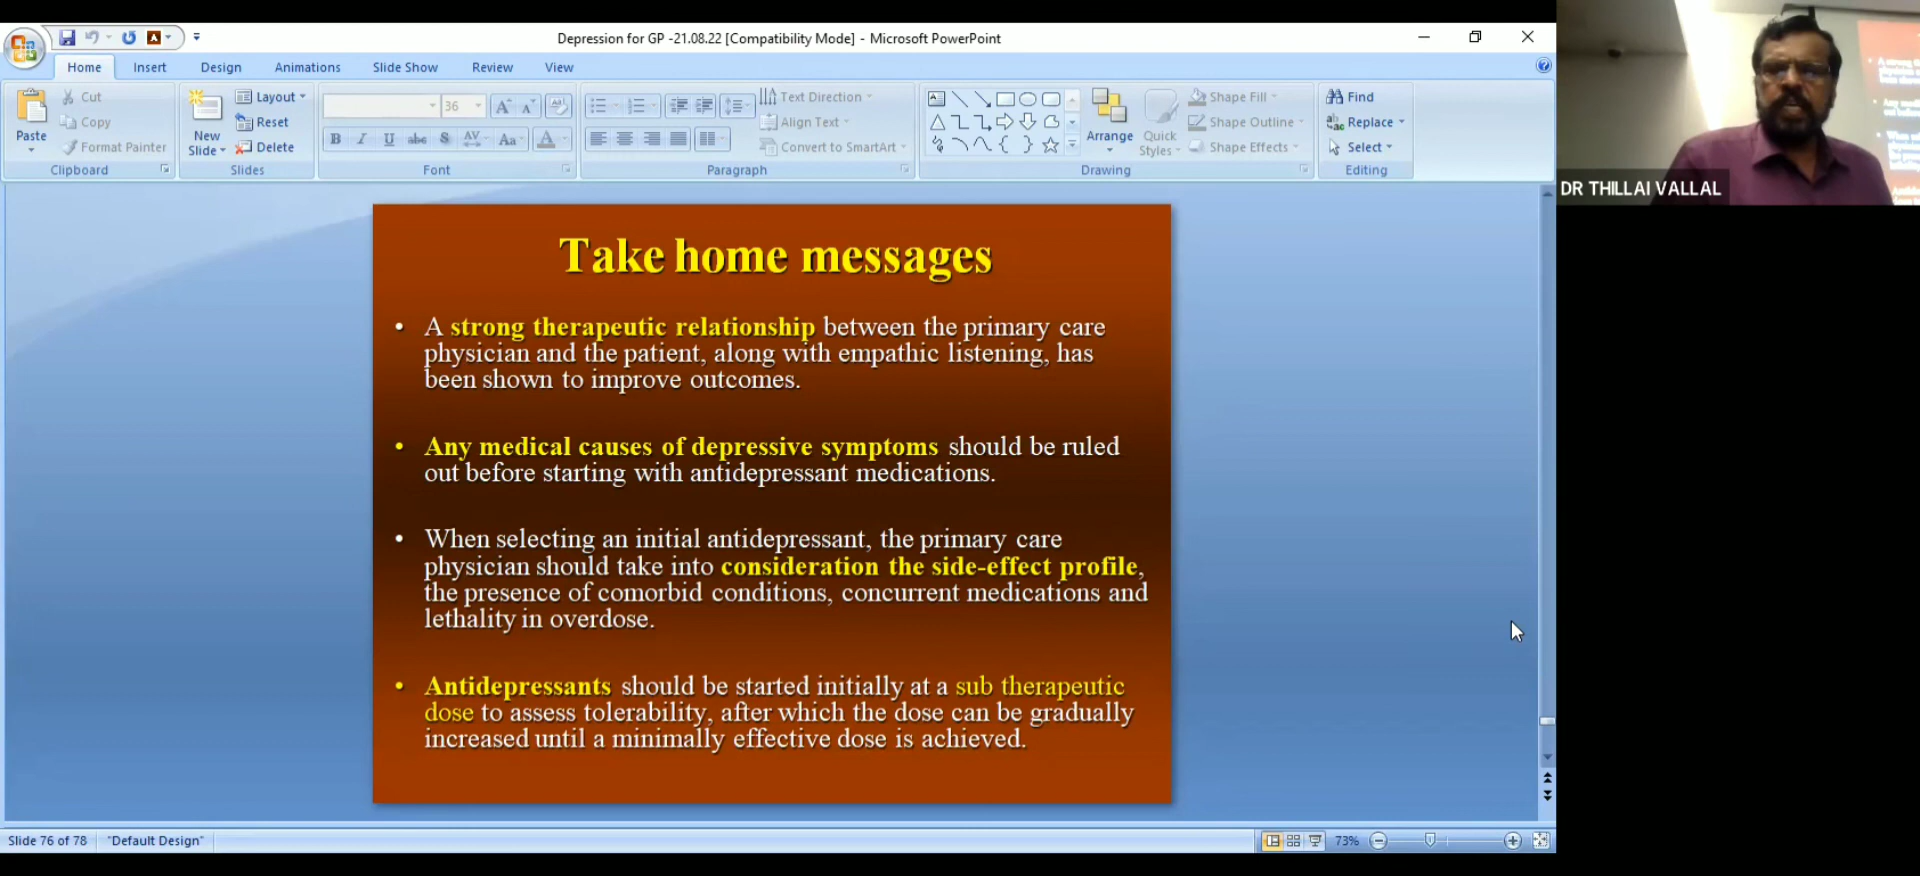 Depression for GP -21.08.22 [Compatibility Mode] - Microsoft PowerPoint
Home Insert Design Animations Slide Show Review View
Paste
Cut
Copy
Format Painter
Clipboard
New Slide
Layout
Reset
Delete
Slides
36
Font
Text Direction
Align Text
Convert to SmartArt
Paragraph
Arrange
Quick Styles
Shape Fill
Shape Outline
Shape Effects
Drawing
Find
Replace
Select
Editing
DR THILLAI VALLAL
Take home messages
• A strong therapeutic relationship between the primary care
physician and the patient, along with empathic listening, has
been shown to improve outcomes.
• Any medical causes of depressive symptoms should be ruled
out before starting with antidepressant medications.
• When selecting an initial antidepressant, the primary care
physician should take into consideration the side-effect profile,
the presence of comorbid conditions, concurrent medications and
lethality in overdose.
• Antidepressants should be started initially at a sub therapeutic
dose to assess tolerability, after which the dose can be gradually
increased until a minimally effective dose is achieved.
Slide 76 of 78 "Default Design" 73%